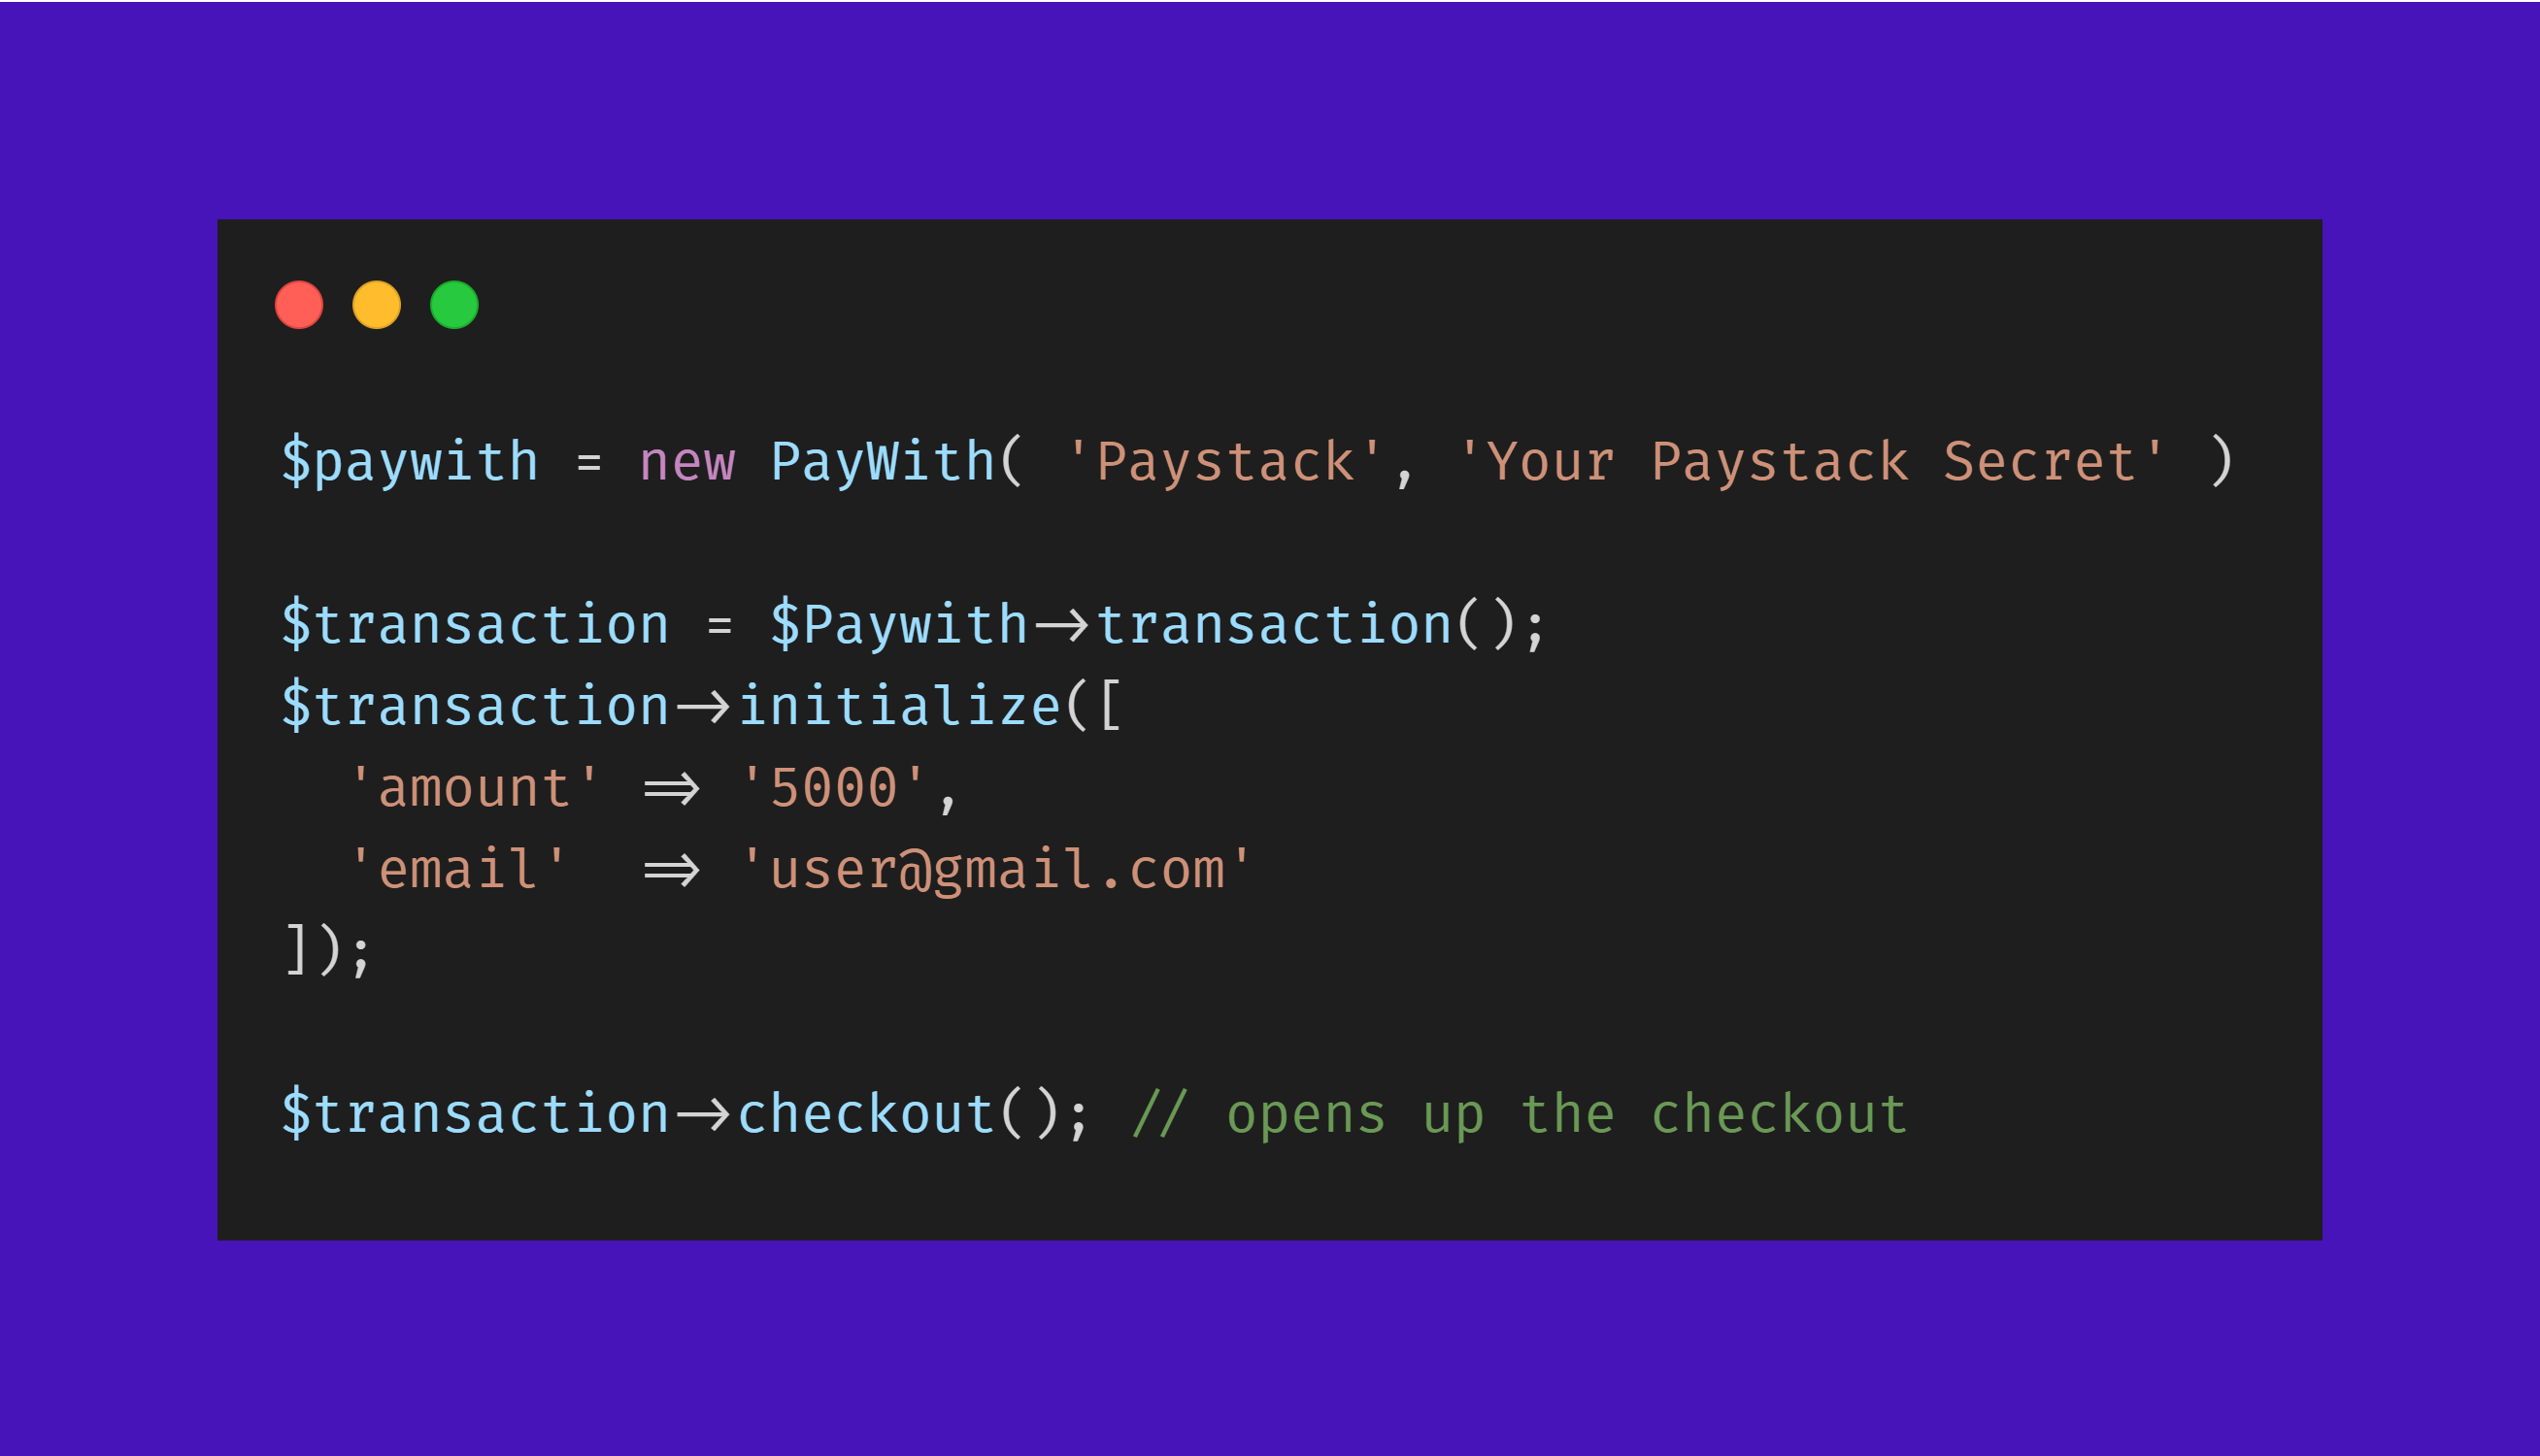 $paywith = new PayWith( 'Paystack', 'Your Paystack Secret' )
$transaction = $Paywith->transaction();
$transaction->initialize([
  'amount' => '5000',
  'email'  => 'user@gmail.com'
]);
$transaction->checkout(); // opens up the checkout